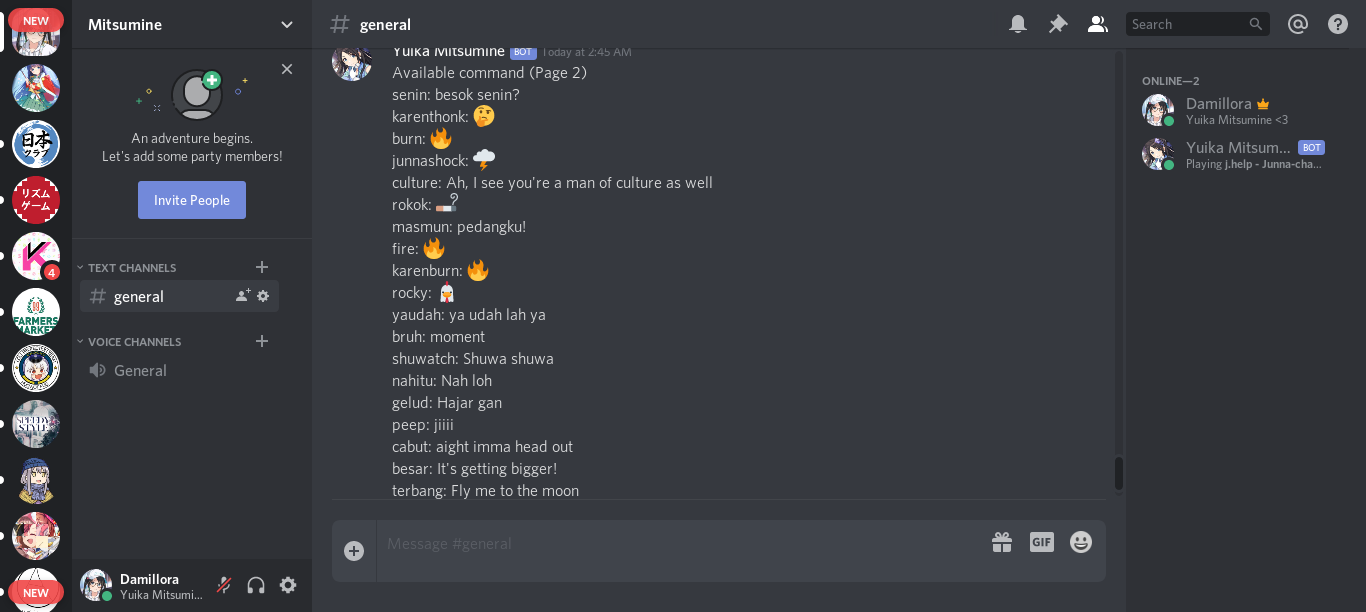 NEW
日本
クラブ
リズム
ゲーム
K
4
FARMERS
MARKET
SPEEDY
STYLE
NEW
Mitsumine
An adventure begins.
Let's add some party members!
Invite People
TEXT CHANNELS
general
VOICE CHANNELS
General
Damillora
Yuika Mitsumi...
# general
Search
Yuika Mitsumine BOT Today at 2:45 AM
Available command (Page 2)
senin: besok senin?
karenthonk: 🤔
burn: 🔥
junnashock: 🌩
culture: Ah, I see you're a man of culture as well
rokok: 🚬
masmun: pedangku!
fire: 🔥
karenburn: 🔥
rocky: 🐔
yaudah: ya udah lah ya
bruh: moment
shuwatch: Shuwa shuwa
nahitu: Nah loh
gelud: Hajar gan
peep: jiiii
cabut: aight imma head out
besar: It's getting bigger!
terbang: Fly me to the moon
Message #general
GIF
ONLINE—2
Damillora
Yuika Mitsumine <3
Yuika Mitsum... BOT
Playing j.help - Junna-cha...